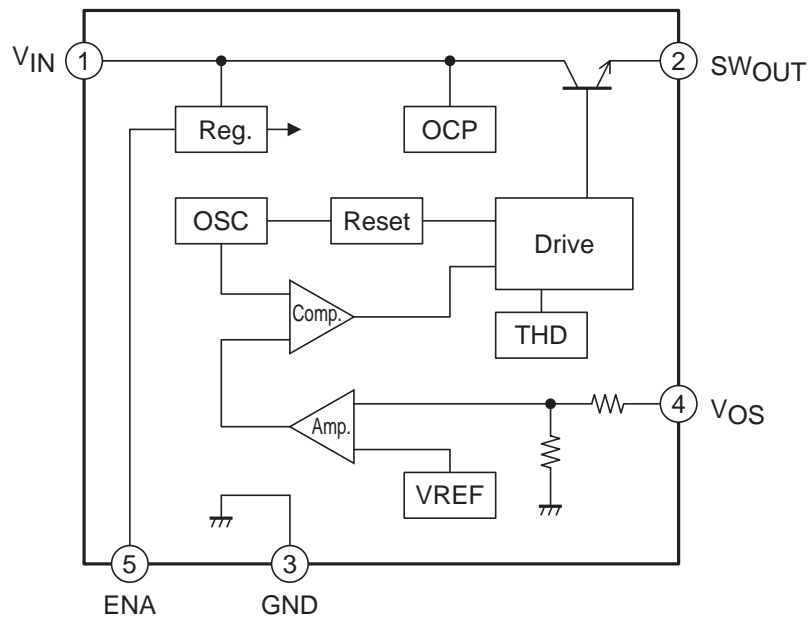 VIN
1
2
SWOUT
Reg.
OCP
OSC
Reset
Drive
Comp.
THD
Amp.
4
VOS
VREF
5
3
ENA
GND